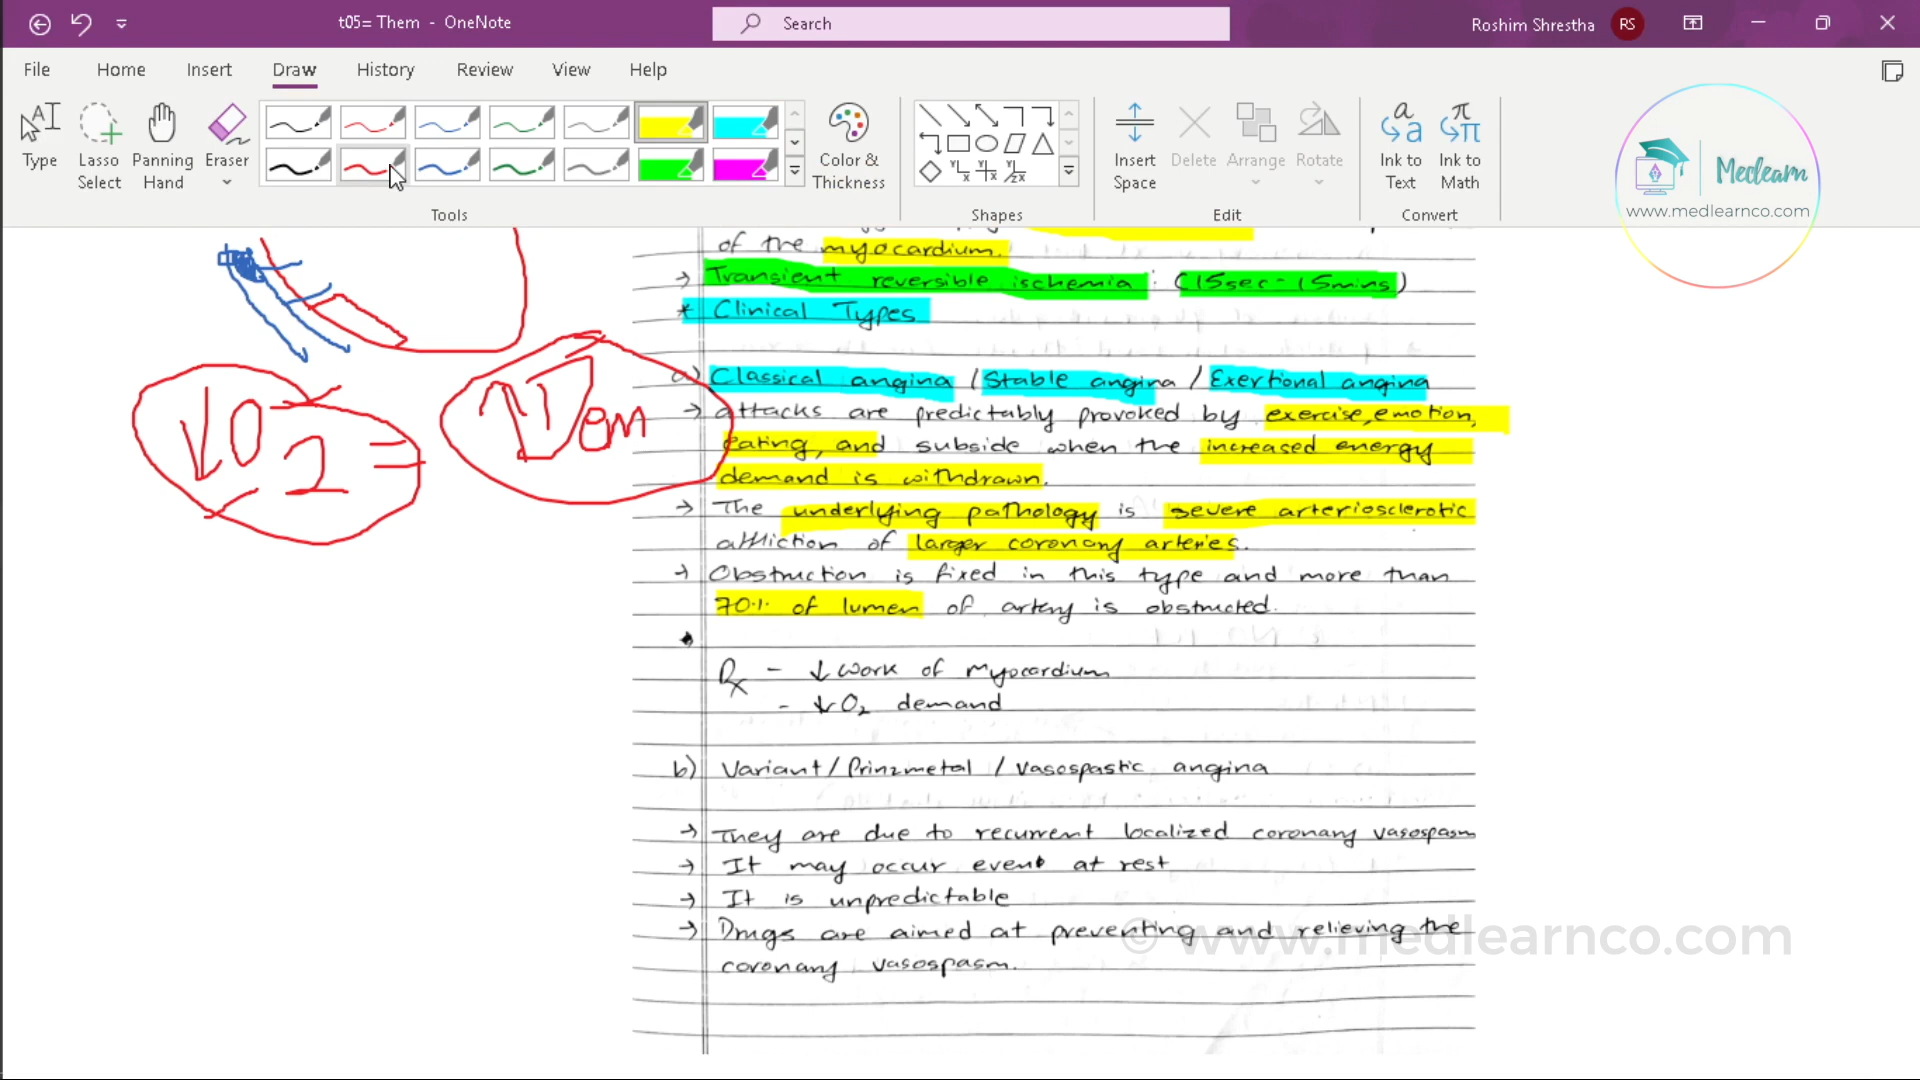 t05= Them - OneNote
Search
Roshim Shrestha
RS
File Home Insert Draw History Review View Help
Type
Lasso Select
Panning Hand
Eraser
Color & Thickness
Insert Space
Delete
Arrange
Rotate
Ink to Text
Ink to Math
Tools
Shapes
Edit
Convert
Medlearn
www.medlearnco.com
of the myocardium.
→ Transient reversible ischemia : (15sec - 15mins)
* Clinical Types
a) Classical angina / Stable angina / Exertional angina
→ attacks are predictably provoked by exercise, emotion,
eating, and subside when the increased energy
demand is withdrawn.
→ The underlying pathology is severe arteriosclerotic
affliction of larger coronary arteries.
→ Obstruction is fixed in this type and more than
70% of lumen of artery is obstructed.
Rx - ↓ work of myocardium
- ↓ O2 demand
b) Variant / Prinzmetal / Vasospastic angina
→ They are due to recurrent localized coronary vasospasm
→ It may occur event at rest
→ It is unpredictable
→ Drugs are aimed at preventing and relieving the
coronary vasospasm.
↓O2 =
© www.medlearnco.com